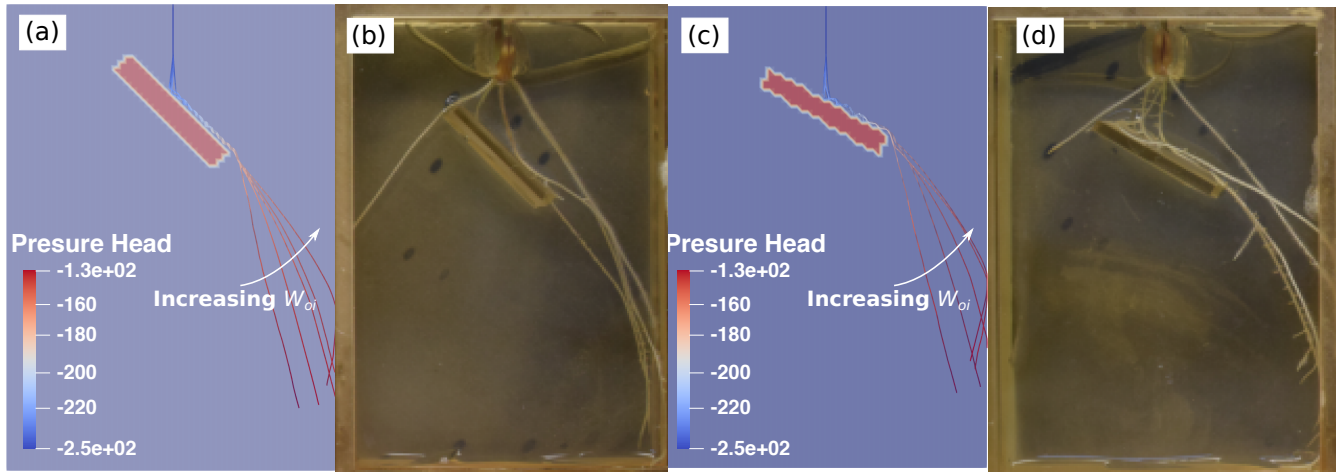 (a)
(b)
(c)
(d)
Presure Head
-1.3e+02
-160
-180
-200
-220
-2.5e+02
Increasing W_oi
Presure Head
-1.3e+02
-160
-180
-200
-220
-2.5e+02
Increasing W_oi